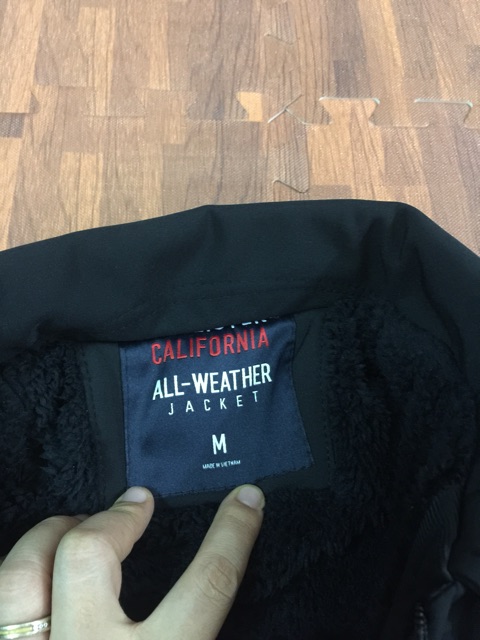 CALIFORNIA
ALL-WEATHER
JACKET
M
MADE IN VIETNAM